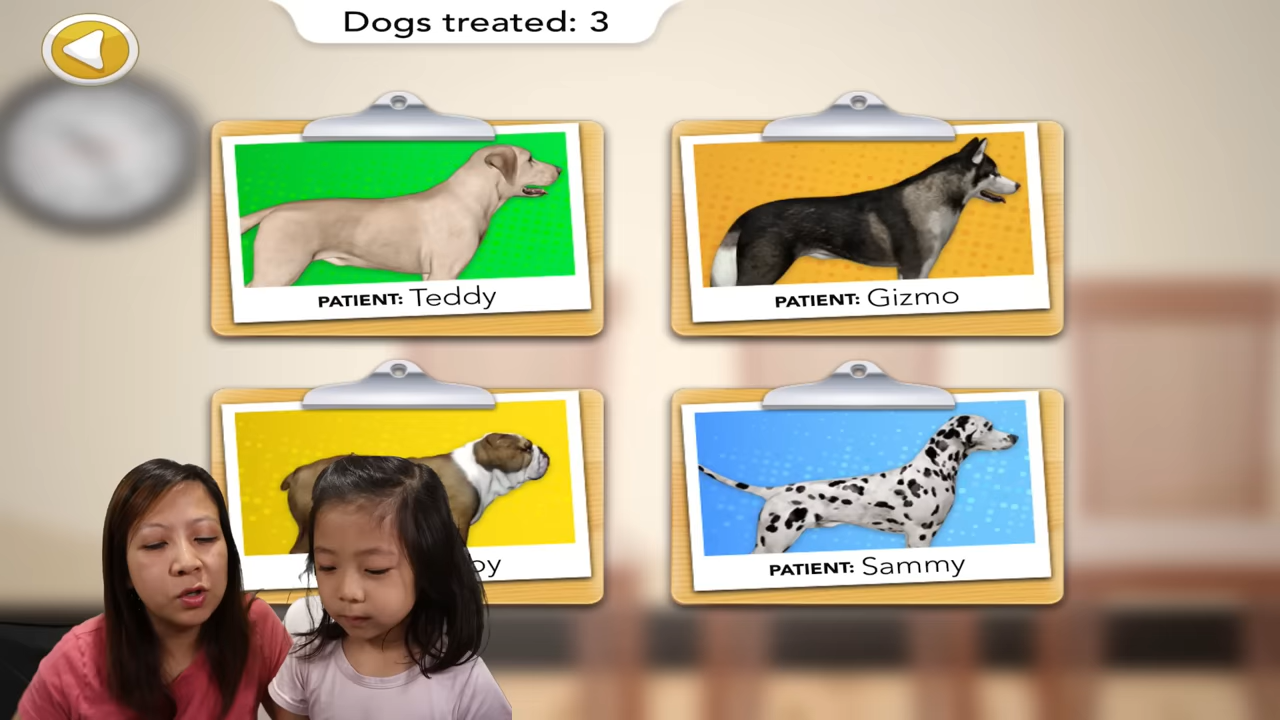 Dogs treated: 3
PATIENT: Teddy
PATIENT: Gizmo
PATIENT: Sammy